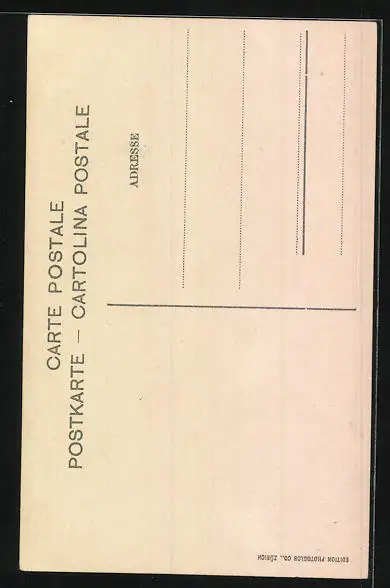 CARTE POSTALE
POSTKARTE — CARTOLINA POSTALE
ADRESSE
EDITION PHOTOGLOB CO., ZÜRICH